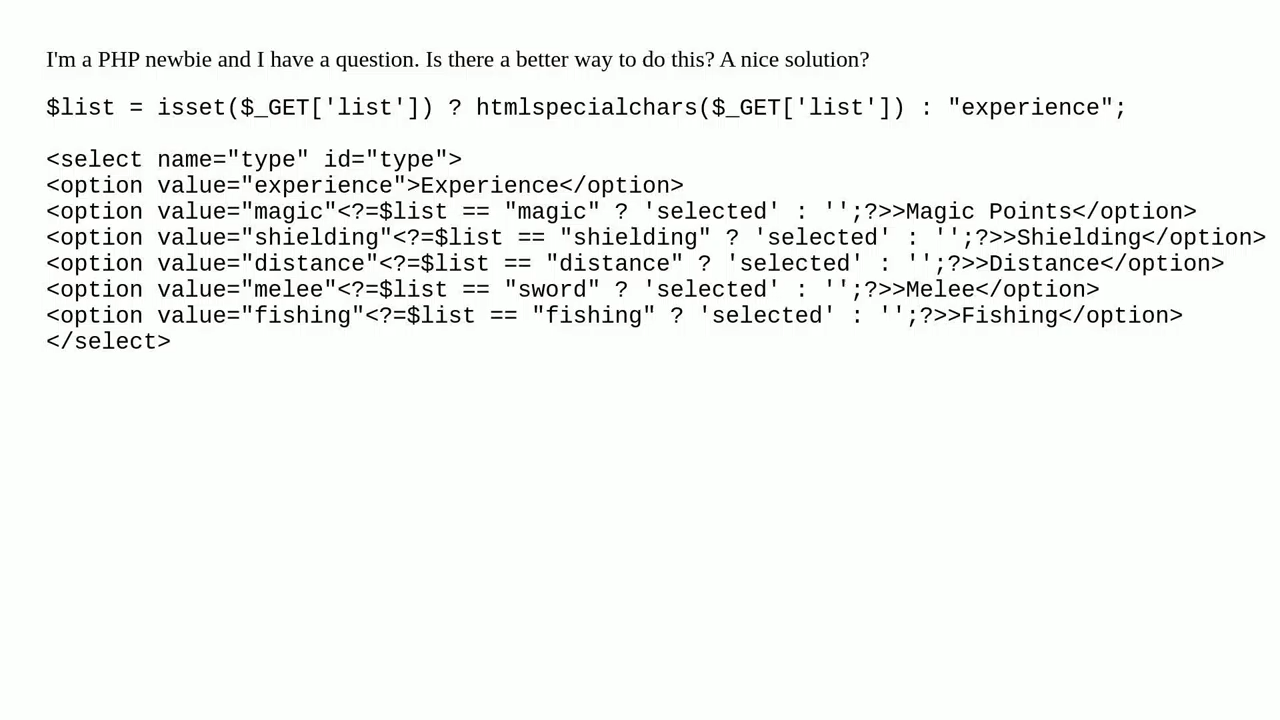 I'm a PHP newbie and I have a question. Is there a better way to do this? A nice solution?
$list = isset($_GET['list']) ? htmlspecialchars($_GET['list']) : "experience";
<select name="type" id="type">
<option value="experience">Experience</option>
<option value="magic"<?=$list == "magic" ? 'selected' : '';?>>Magic Points</option>
<option value="shielding"<?=$list == "shielding" ? 'selected' : '';?>>Shielding</option>
<option value="distance"<?=$list == "distance" ? 'selected' : '';?>>Distance</option>
<option value="melee"<?=$list == "sword" ? 'selected' : '';?>>Melee</option>
<option value="fishing"<?=$list == "fishing" ? 'selected' : '';?>>Fishing</option>
</select>